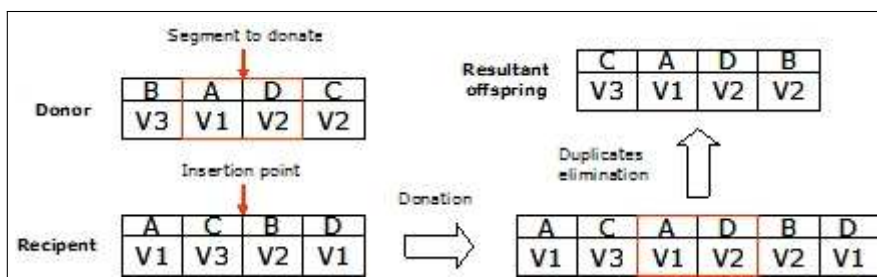 Segment to donate
Donor
B A D C
V3 V1 V2 V2
Insertion point
Recipent
A C B D
V1 V3 V2 V1
Donation
A C A D B D
V1 V3 V1 V2 V2 V1
Duplicates
elimination
Resultant
offspring
C A D B
V3 V1 V2 V2